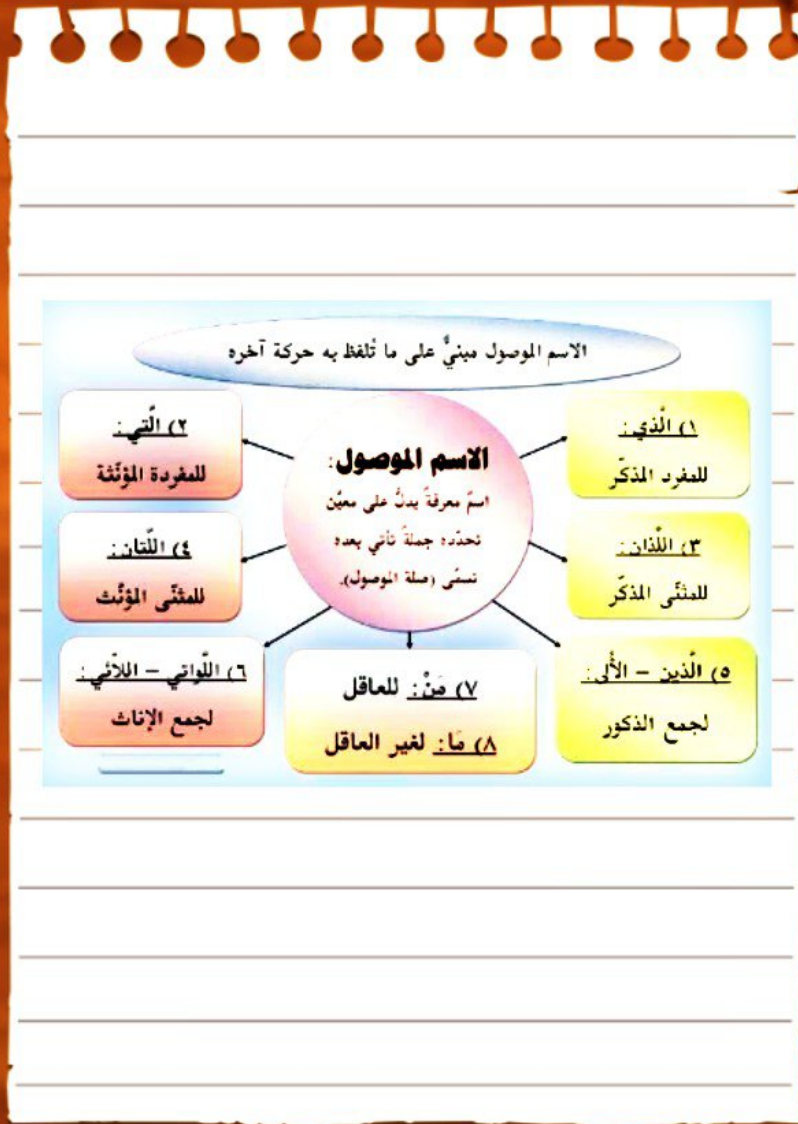 الاسم الموصول مبنيٌّ على ما تُلفظ به حركة آخره
الاسم الموصول:
اسمٌ معرفةٌ يدلُّ على معيَّن
تحدّده جملةٌ تأتي بعده
تسمَّى (صلة الموصول).
١) الَّذي:
للمفرد المذكّر
٢) الَّتي:
للمفردة المؤنَّثة
٣) اللَّذان:
للمثنَّى المذكّر
٤) اللَّتان:
للمثنَّى المؤنَّث
٥) الَّذين – الأُلى:
لجمع الذكور
٦) اللَّواتي – اللاَّئي:
لجمع الإناث
٧) مَنْ: للعاقل
٨) مَا: لغير العاقل